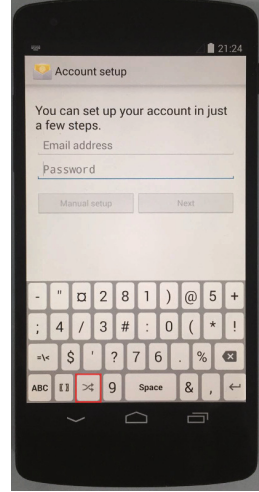 21:24
Account setup
You can set up your account in just
a few steps.
Email address
Password
Manual setup
Next
- " ¤ 2 8 1 ) @ 5 +
; 4 / 3 # : 0 ( * !
=\< $ ' ? 7 6 . % 
ABC [ ] 9 Space & ,